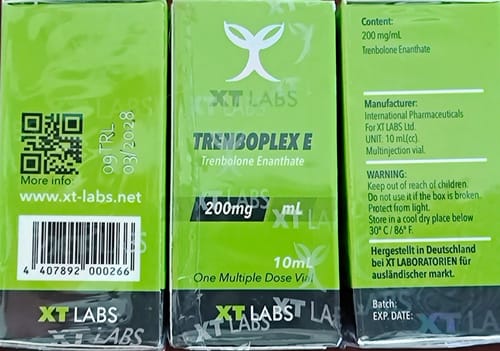 09TRL
03/2028
More info:
www.xt-labs.net
4 407892 000266
XT LABS
XT LABS
TRENBOPLEX E
Trenbolone Enanthate
200mg mL
10mL
One Multiple Dose Vial
XT LABS
Content:
200 mg/mL
Trenbolone Enanthate
Manufacturer:
International Pharmaceuticals
For XT LABS Ltd.
UNIT: 10 mL(cc).
Multinjection vial.
WARNING:
Keep out of reach of children.
Do not use it if the box is broken.
Protect from light.
Store in a cool dry place below
30° C / 86° F.
Hergestellt in Deutschland
bei XT LABORATORIEN für
ausländischer markt.
Batch:
EXP. DATE: